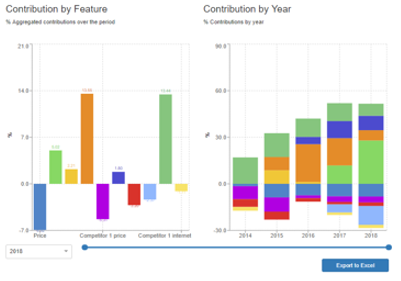 Contribution by Feature
% Aggregated contributions over the period
21.0
14.0
7.0
0.0
-7.0
%
Price
Competitor 1 price
Competitor 1 internet
2018
Contribution by Year
% Contributions by year
90.0
60.0
30.0
0.0
-30.0
%
2014
2015
2016
2017
2018
Export to Excel